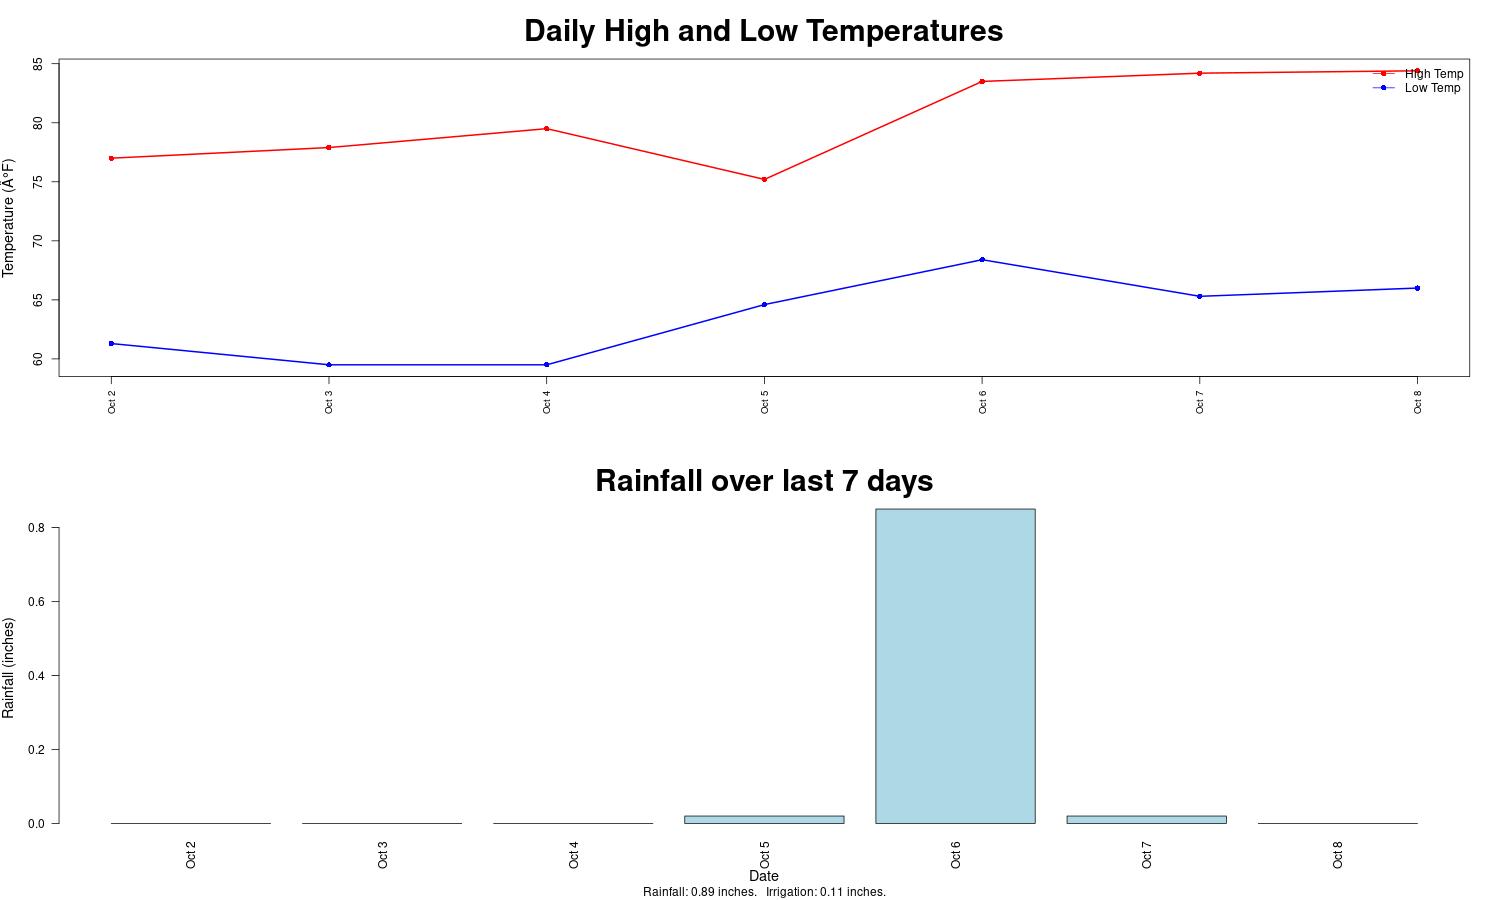 Daily High and Low Temperatures
Temperature (Â°F)
85
80
75
70
65
60
High Temp
Low Temp
Oct 2
Oct 3
Oct 4
Oct 5
Oct 6
Oct 7
Oct 8
Rainfall over last 7 days
Rainfall (inches)
0.8
0.6
0.4
0.2
0.0
Oct 2
Oct 3
Oct 4
Oct 5
Oct 6
Oct 7
Oct 8
Date
Rainfall: 0.89 inches.   Irrigation: 0.11 inches.